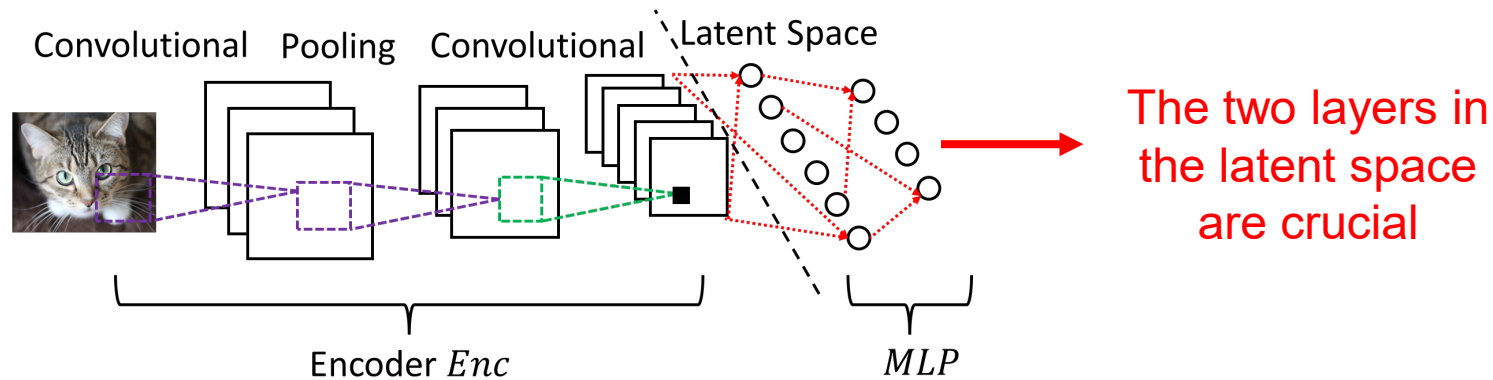 Convolutional
Pooling
Convolutional
Latent Space
The two layers in
the latent space
are crucial
Encoder Enc
MLP